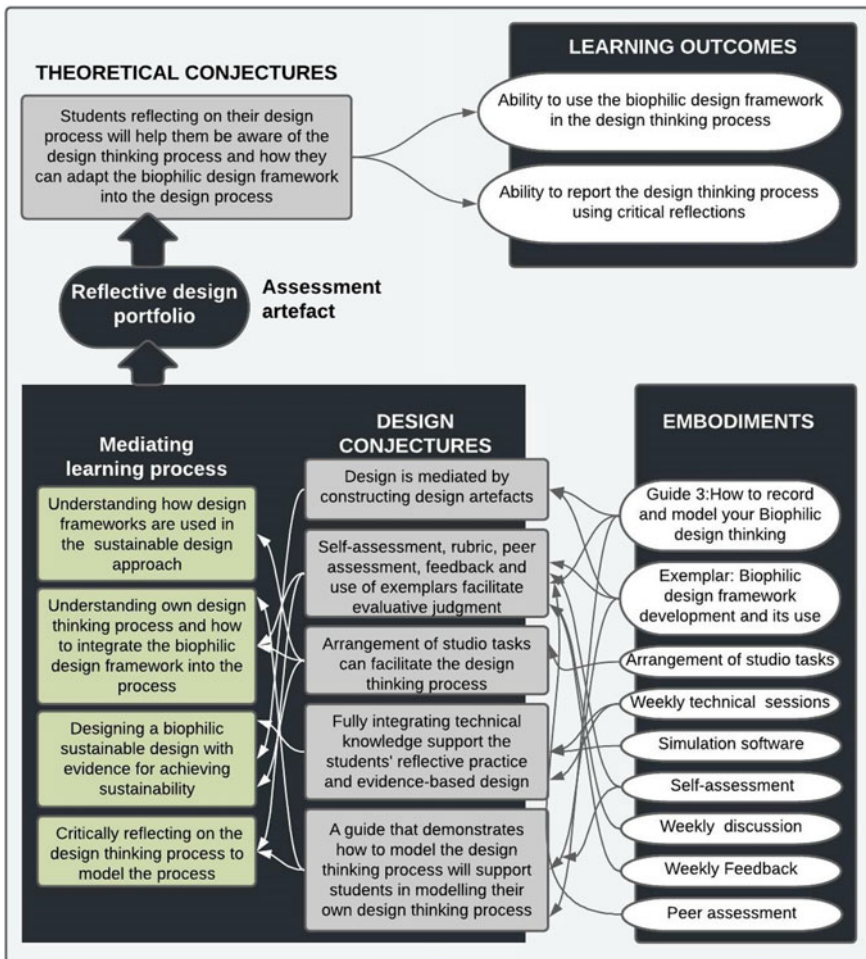 THEORETICAL CONJECTURES
Students reflecting on their design
process will help them be aware of the
design thinking process and how they
can adapt the biophilic design framework
into the design process
LEARNING OUTCOMES
Ability to use the biophilic design framework
in the design thinking process
Ability to report the design thinking process
using critical reflections
Reflective design
portfolio
Assessment
artefact
Mediating
learning process
Understanding how design
frameworks are used in
the sustainable design
approach
Understanding own design
thinking process and how
to integrate the biophilic
design framework into the
process
Designing a biophilic
sustainable design with
evidence for achieving
sustainability
Critically reflecting on the
design thinking process to
model the process
DESIGN
CONJECTURES
Design is mediated by
constructing design artefacts
Self-assessment, rubric, peer
assessment, feedback and
use of exemplars facilitate
evaluative judgment
Arrangement of studio tasks
can facilitate the design
thinking process
Fully integrating technical
knowledge support the
students' reflective practice
and evidence-based design
A guide that demonstrates
how to model the design
thinking process will support
students in modelling their
own design thinking process
EMBODIMENTS
Guide 3:How to record
and model your Biophilic
design thinking
Exemplar: Biophilic
design framework
development and its use
Arrangement of studio tasks
Weekly technical sessions
Simulation software
Self-assessment
Weekly discussion
Weekly Feedback
Peer assessment